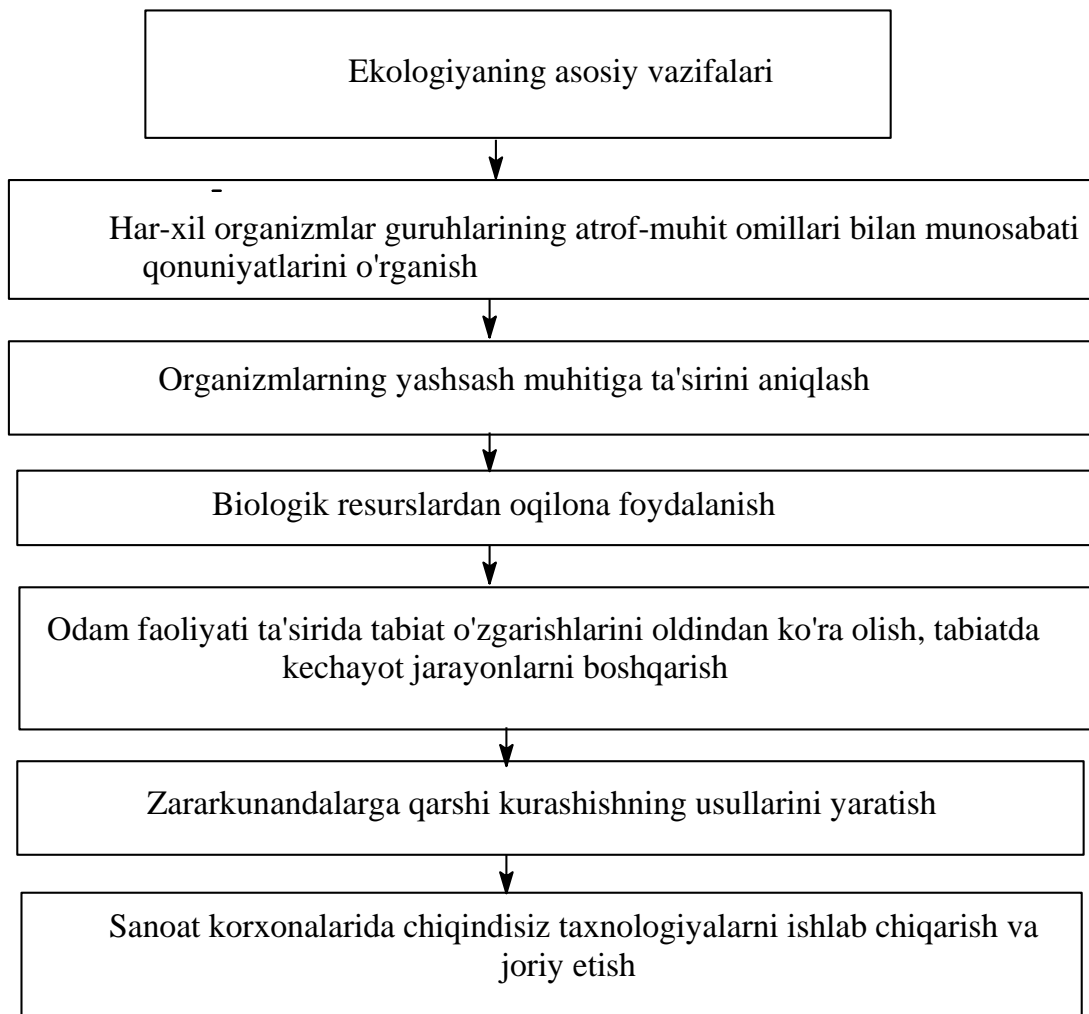 Ekologiyaning asosiy vazifalari
-
Har-xil organizmlar guruhlarining atrof-muhit omillari bilan munosabati
qonuniyatlarini o'rganish
Organizmlarning yashsash muhitiga ta'sirini aniqlash
Biologik resurslardan oqilona foydalanish
Odam faoliyati ta'sirida tabiat o'zgarishlarini oldindan ko'ra olish, tabiatda
kechayot jarayonlarni boshqarish
Zararkunandalarga qarshi kurashishning usullarini yaratish
Sanoat korxonalarida chiqindisiz taxnologiyalarni ishlab chiqarish va
joriy etish